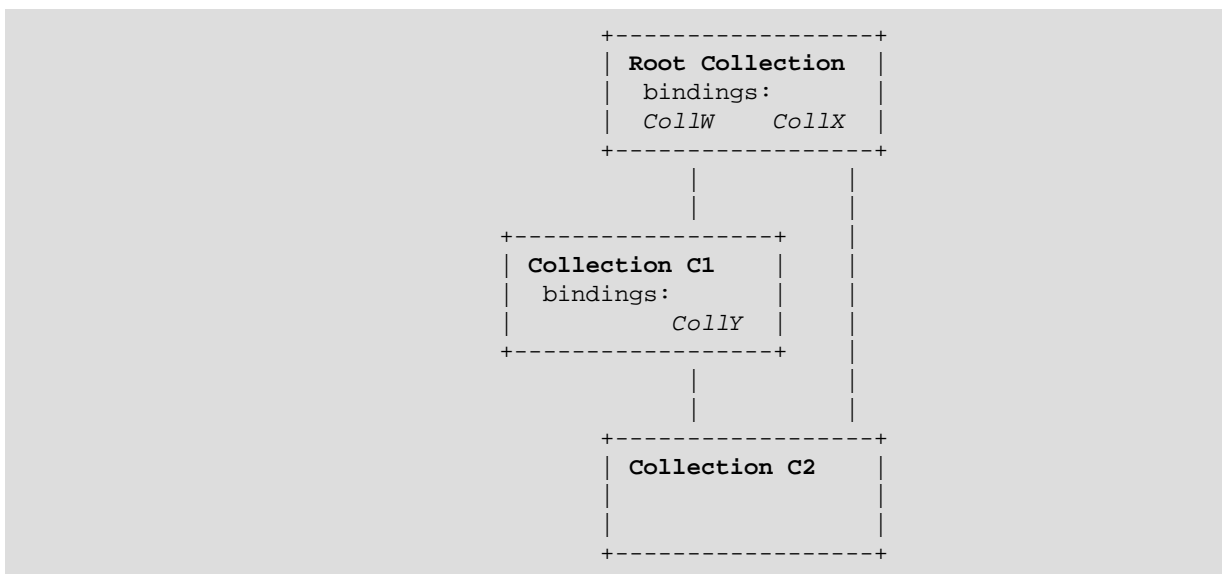 +------------------+
| Root Collection |
| bindings: |
| CollW CollX |
+------------------+
| |
| |
+------------------+ |
| Collection C1 | |
| bindings: | |
| CollY | |
+------------------+ |
| |
| |
+------------------+
| Collection C2 |
| |
| |
+------------------+